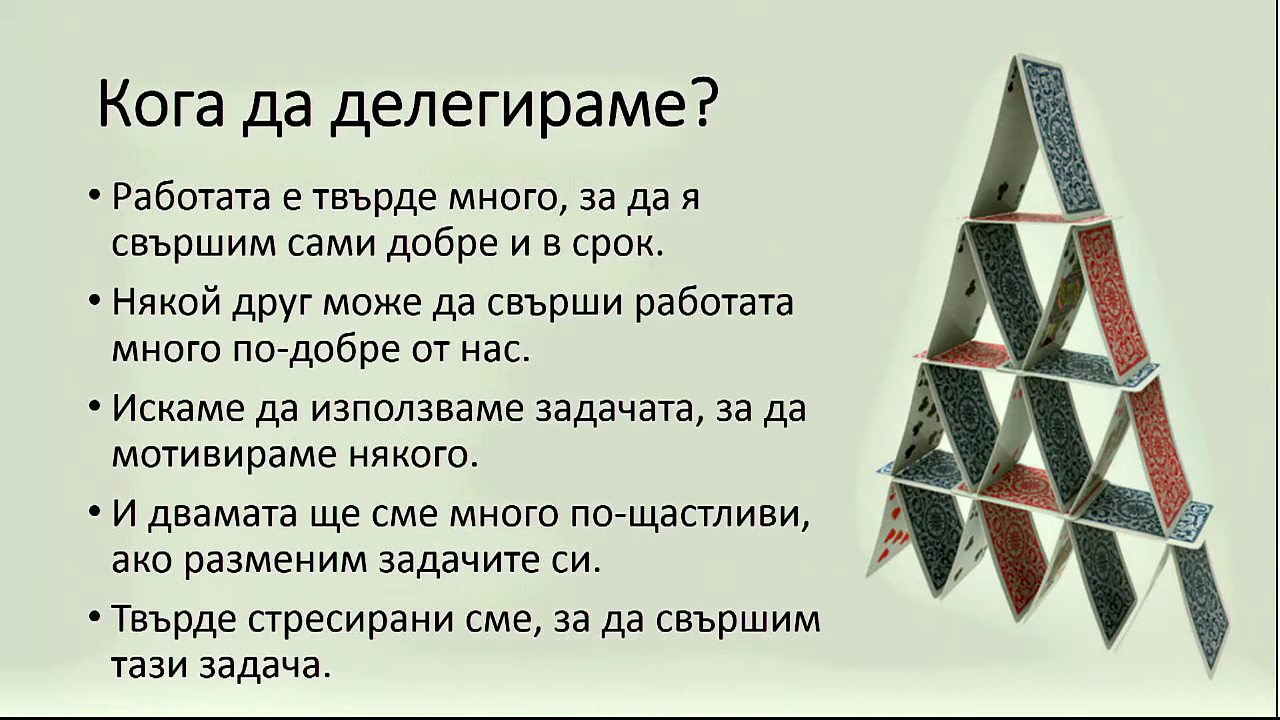 Кога да делегираме?
• Работата е твърде много, за да я
свършим сами добре и в срок.
• Някой друг може да свърши работата
много по-добре от нас.
• Искаме да използваме задачата, за да
мотивираме някого.
• И двамата ще сме много по-щастливи,
ако разменим задачите си.
• Твърде стресирани сме, за да свършим
тази задача.